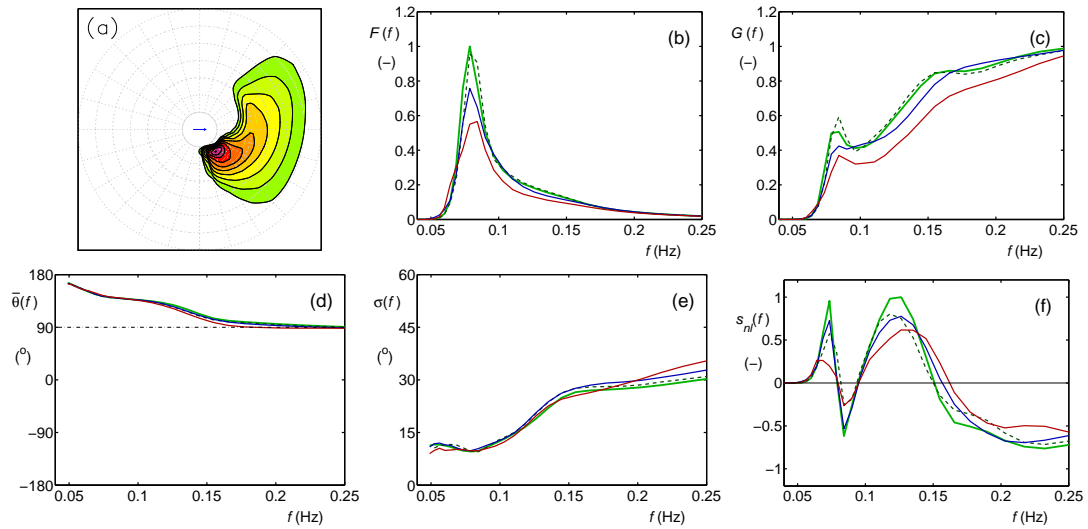 (a)
1.2
1
0.8
0.6
0.4
0.2
0
F(f)
(−)
(b)
0.05 0.1 0.15 0.2 0.25
f (Hz)
1.2
1
0.8
0.6
0.4
0.2
0
G(f)
(−)
(c)
0.05 0.1 0.15 0.2 0.25
f (Hz)
180
90
0
−90
−180
θ̄(f)
(°)
(d)
0.05 0.1 0.15 0.2 0.25
f (Hz)
60
45
30
15
0
σ(f)
(°)
(e)
0.05 0.1 0.15 0.2 0.25
f (Hz)
1
0.5
0
−0.5
−1
s_nl(f)
(−)
(f)
0.05 0.1 0.15 0.2 0.25
f (Hz)